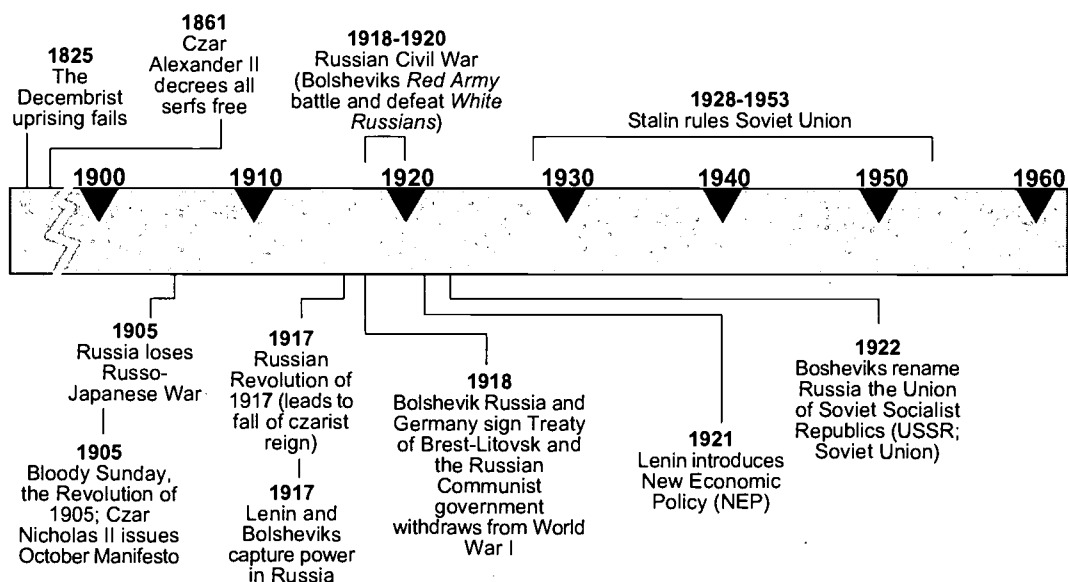 1825
The
Decembrist
uprising fails
1861
Czar
Alexander II
decrees all
serfs free
1918-1920
Russian Civil War
(Bolsheviks Red Army
battle and defeat White
Russians)
1928-1953
Stalin rules Soviet Union
1900
1910
1920
1930
1940
1950
1960
1905
Russia loses
Russo-
Japanese War
1905
Bloody Sunday,
the Revolution of
1905; Czar
Nicholas II issues
October Manifesto
1917
Russian
Revolution of
1917 (leads to
fall of czarist
reign)
1917
Lenin and
Bolsheviks
capture power
in Russia
1918
Bolshevik Russia and
Germany sign Treaty
of Brest-Litovsk and
the Russian
Communist
government
withdraws from World
War I
1921
Lenin introduces
New Economic
Policy (NEP)
1922
Bosheviks rename
Russia the Union
of Soviet Socialist
Republics (USSR;
Soviet Union)